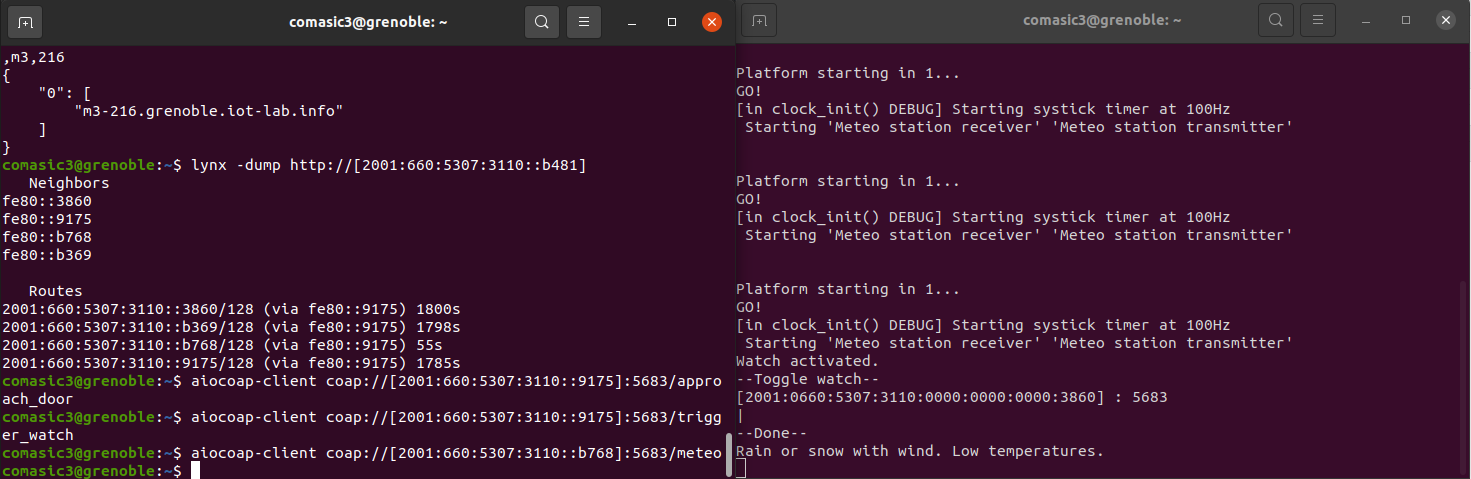 comasic3@grenoble: ~
,m3,216
{
    "0": [
        "m3-216.grenoble.iot-lab.info"
    ]
}
comasic3@grenoble:~$ lynx -dump http://[2001:660:5307:3110::b481]
   Neighbors
fe80::3860
fe80::9175
fe80::b768
fe80::b369

   Routes
2001:660:5307:3110::3860/128 (via fe80::9175) 1800s
2001:660:5307:3110::b369/128 (via fe80::9175) 1798s
2001:660:5307:3110::b768/128 (via fe80::9175) 55s
2001:660:5307:3110::9175/128 (via fe80::9175) 1785s
comasic3@grenoble:~$ aiocoap-client coap://[2001:660:5307:3110::9175]:5683/appro
ach_door
comasic3@grenoble:~$ aiocoap-client coap://[2001:660:5307:3110::9175]:5683/trigg
er_watch
comasic3@grenoble:~$ aiocoap-client coap://[2001:660:5307:3110::b768]:5683/meteo
comasic3@grenoble:~$
comasic3@grenoble: ~
Platform starting in 1...
GO!
[in clock_init() DEBUG] Starting systick timer at 100Hz
 Starting 'Meteo station receiver' 'Meteo station transmitter'

Platform starting in 1...
GO!
[in clock_init() DEBUG] Starting systick timer at 100Hz
 Starting 'Meteo station receiver' 'Meteo station transmitter'

Platform starting in 1...
GO!
[in clock_init() DEBUG] Starting systick timer at 100Hz
 Starting 'Meteo station receiver' 'Meteo station transmitter'
Watch activated.
--Toggle watch--
[2001:0660:5307:3110:0000:0000:0000:3860] : 5683
|
--Done--
Rain or snow with wind. Low temperatures.